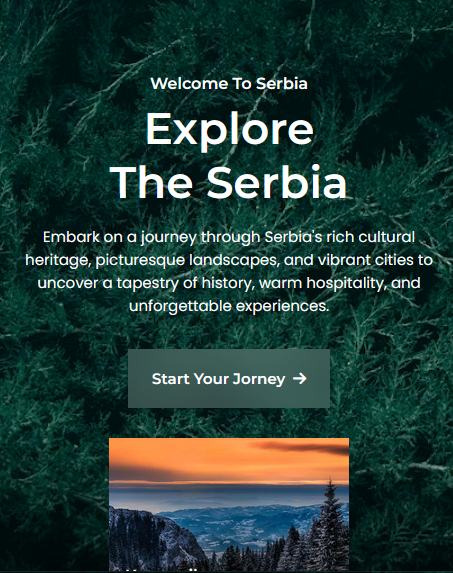 Welcome To Serbia
Explore
The Serbia
Embark on a journey through Serbia's rich cultural
heritage, picturesque landscapes, and vibrant cities to
uncover a tapestry of history, warm hospitality, and
unforgettable experiences.
Start Your Jorney →